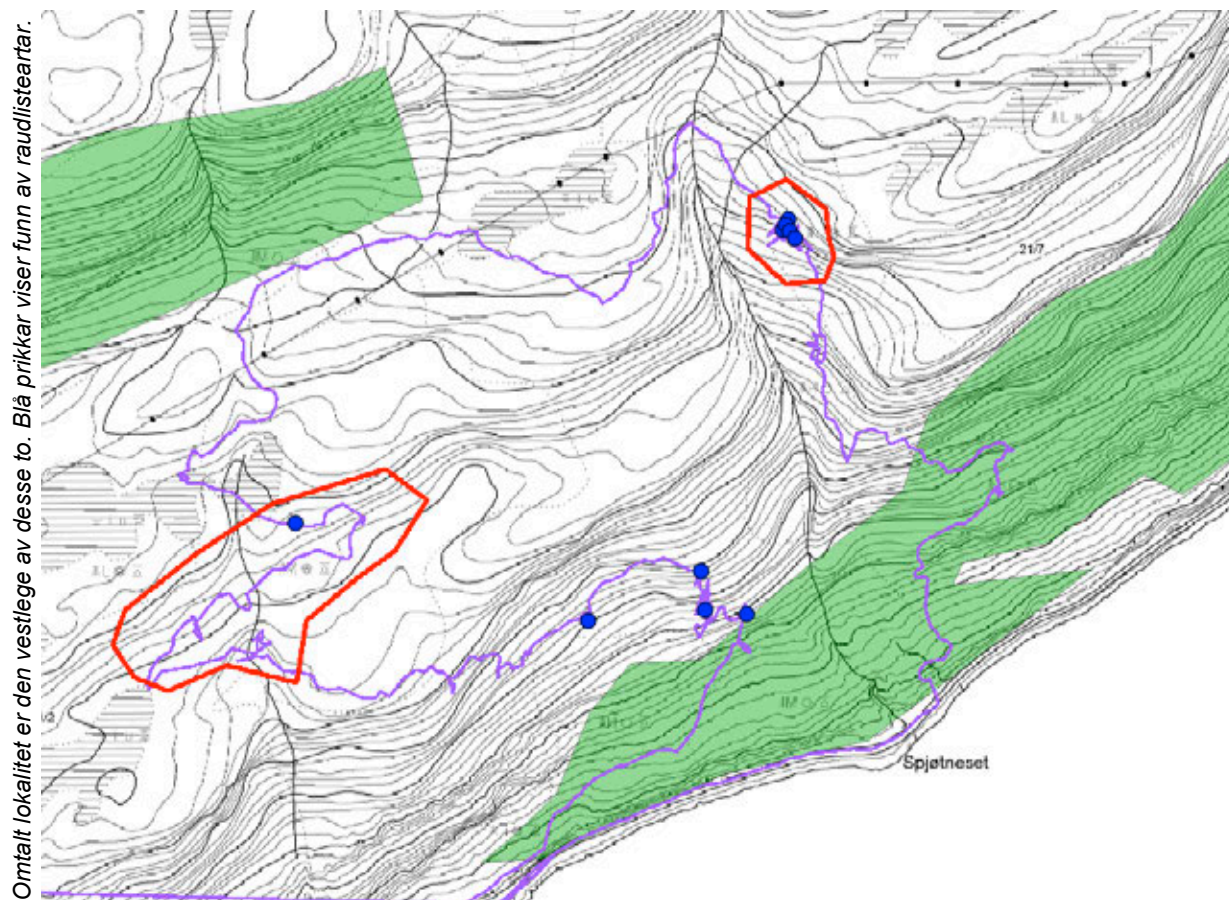 Omtalt lokalitet er den vestlege av desse to. Blå prikkar viser funn av raudlisteartar.
21/7
Spjøtneset